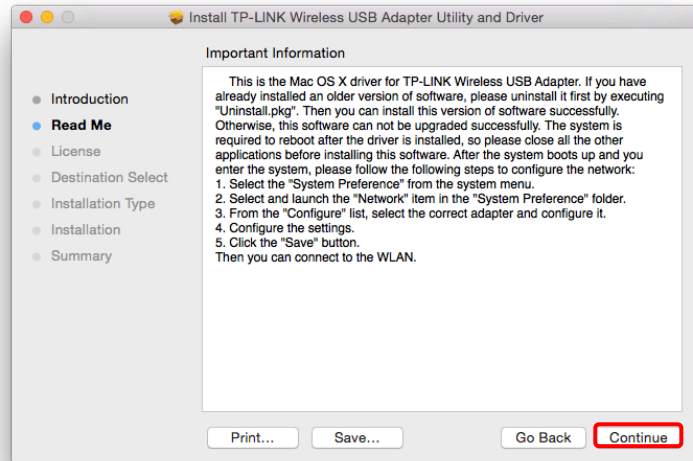 Install TP-LINK Wireless USB Adapter Utility and Driver
Important Information
Introduction
Read Me
License
Destination Select
Installation Type
Installation
Summary
This is the Mac OS X driver for TP-LINK Wireless USB Adapter. If you have
already installed an older version of software, please uninstall it first by executing
"Uninstall.pkg". Then you can install this version of software successfully.
Otherwise, this software can not be upgraded successfully. The system is
required to reboot after the driver is installed, so please close all the other
applications before installing this software. After the system boots up and you
enter the system, please follow the following steps to configure the network:
1. Select the "System Preference" from the system menu.
2. Select and launch the "Network" item in the "System Preference" folder.
3. From the "Configure" list, select the correct adapter and configure it.
4. Configure the settings.
5. Click the "Save" button.
Then you can connect to the WLAN.
Print...
Save...
Go Back
Continue